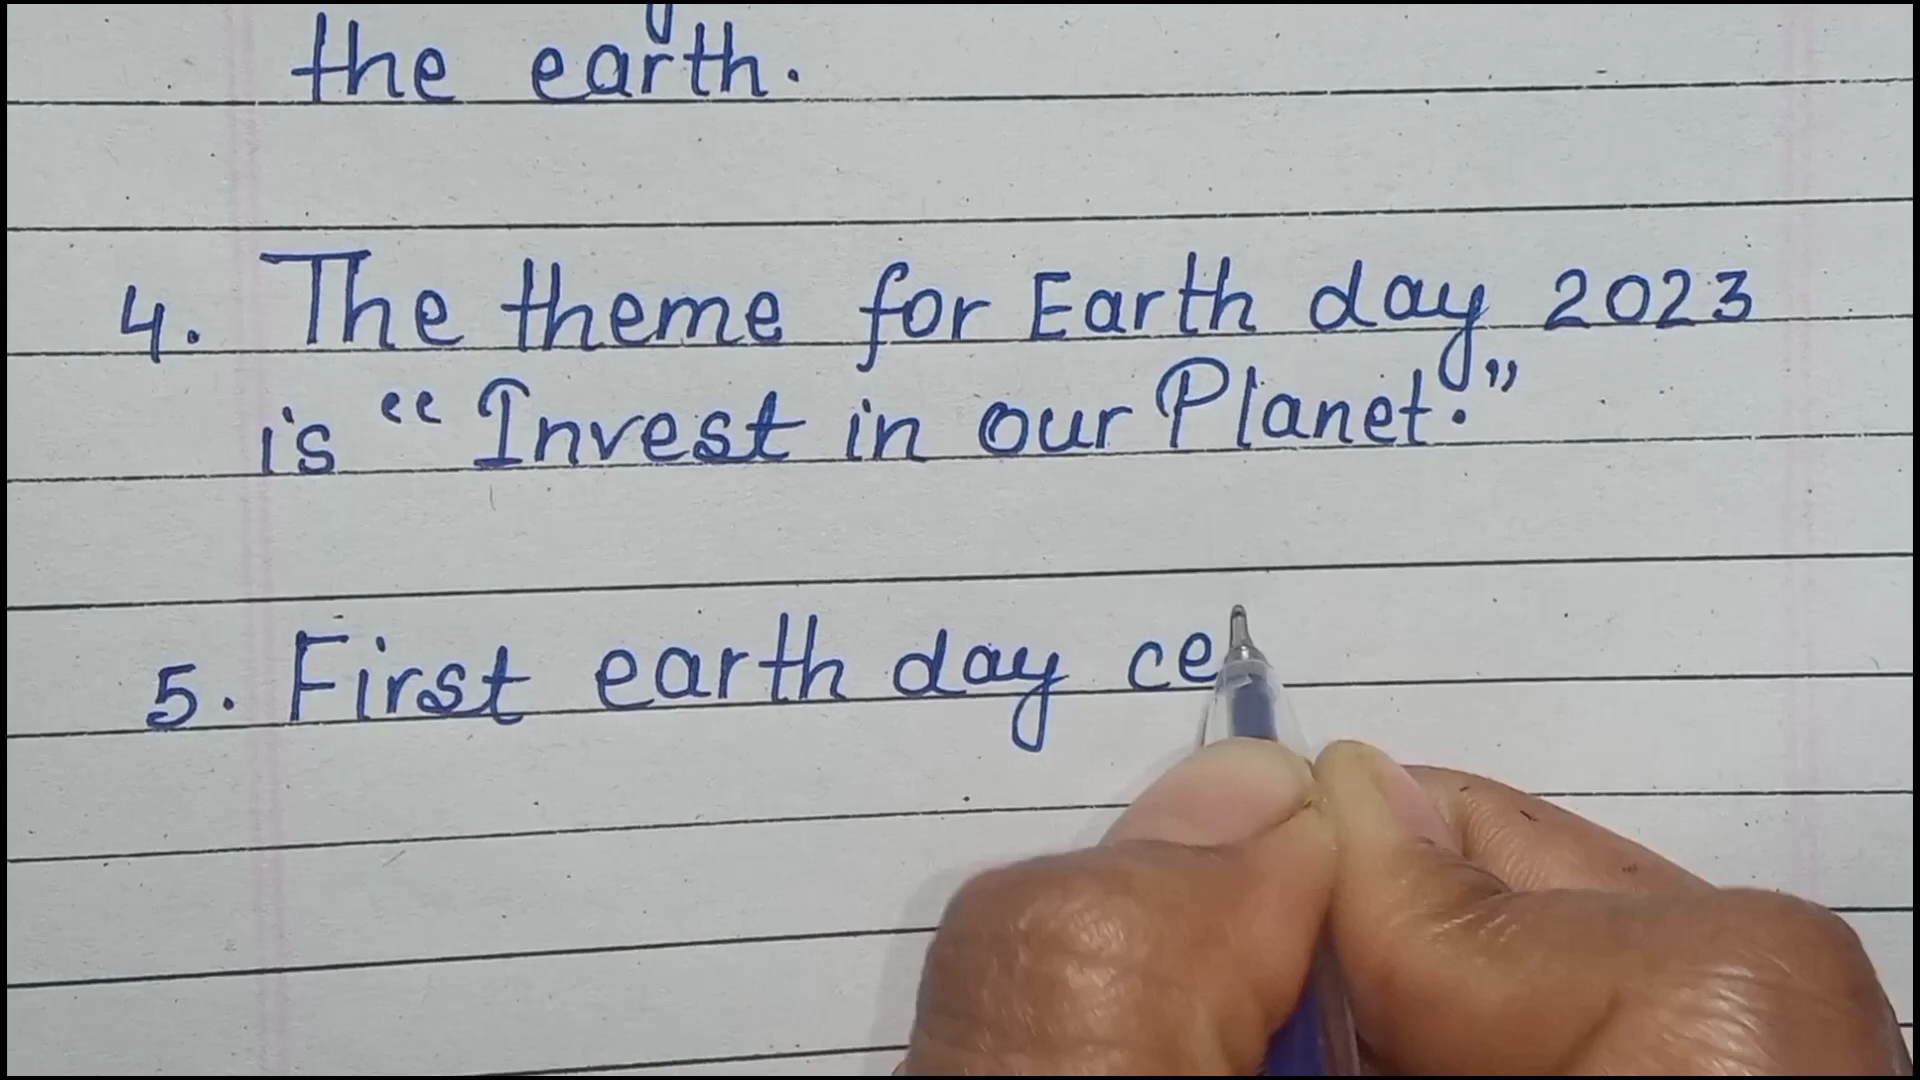 the earth.
4. The theme for Earth day 2023
is "Invest in our Planet."
5. First earth day ce